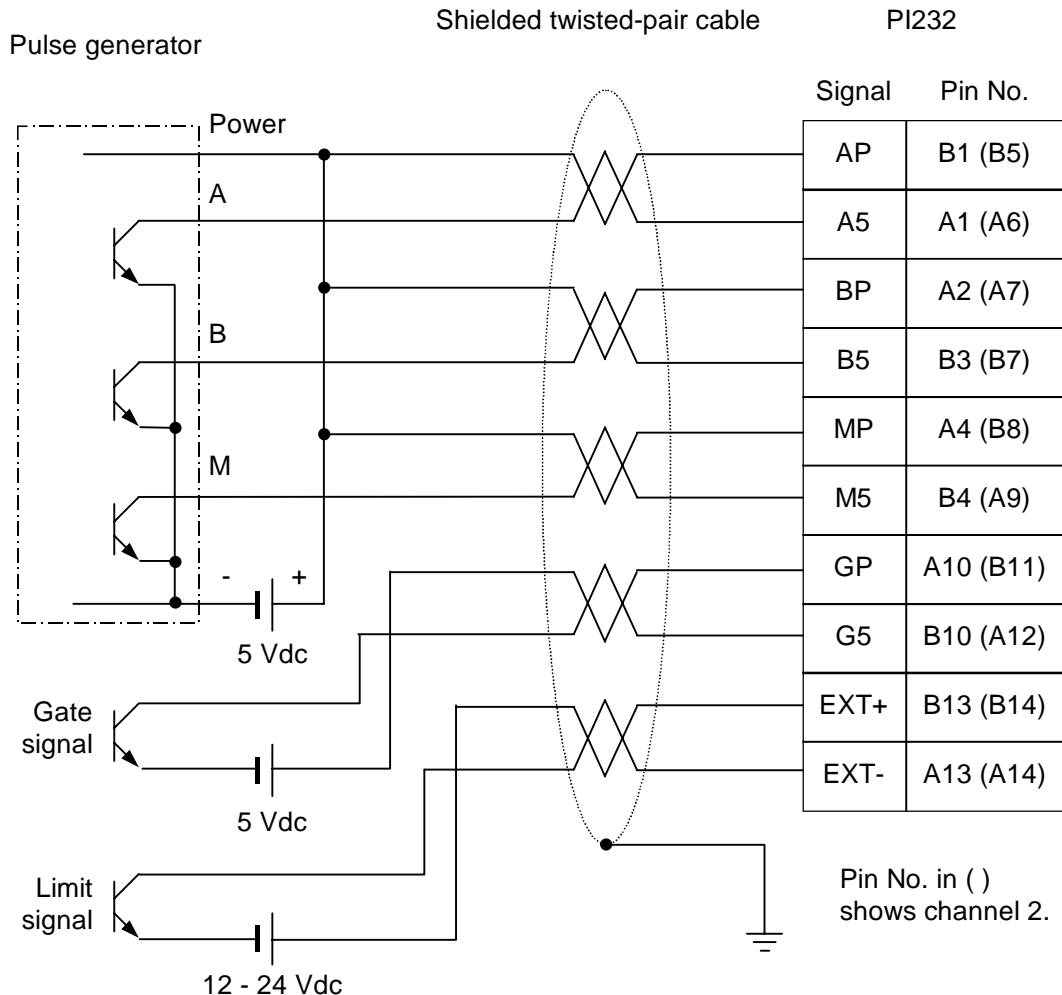 Shielded twisted-pair cable
PI232
Pulse generator
Signal Pin No.
Power
AP B1 (B5)
A
A5 A1 (A6)
BP A2 (A7)
B
B5 B3 (B7)
MP A4 (B8)
M
M5 B4 (A9)
GP A10 (B11)
- +
G5 B10 (A12)
5 Vdc
EXT+ B13 (B14)
Gate
signal
EXT- A13 (A14)
5 Vdc
Limit
signal
Pin No. in ( )
shows channel 2.
12 - 24 Vdc